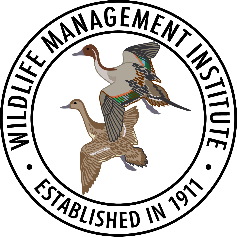 WILDLIFE MANAGEMENT INSTITUTE
• ESTABLISHED IN 1911 •